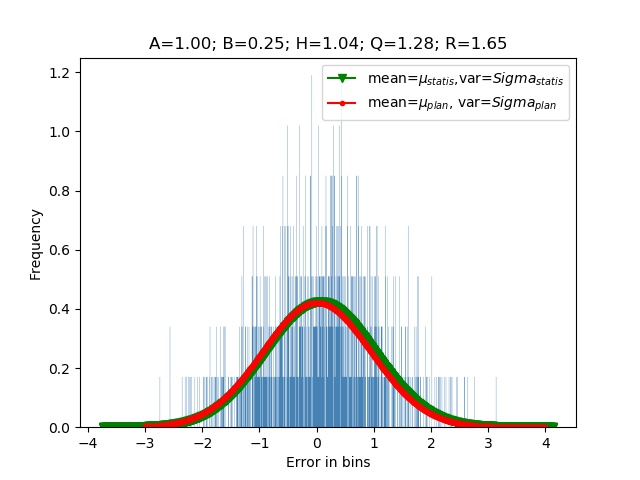 A=1.00; B=0.25; H=1.04; Q=1.28; R=1.65
mean=μstatis,var=Sigmastatis
mean=μplan, var=Sigmaplan
1.2
1.0
0.8
0.6
0.4
0.2
0.0
Frequency
−4 −3 −2 −1 0 1 2 3 4
Error in bins